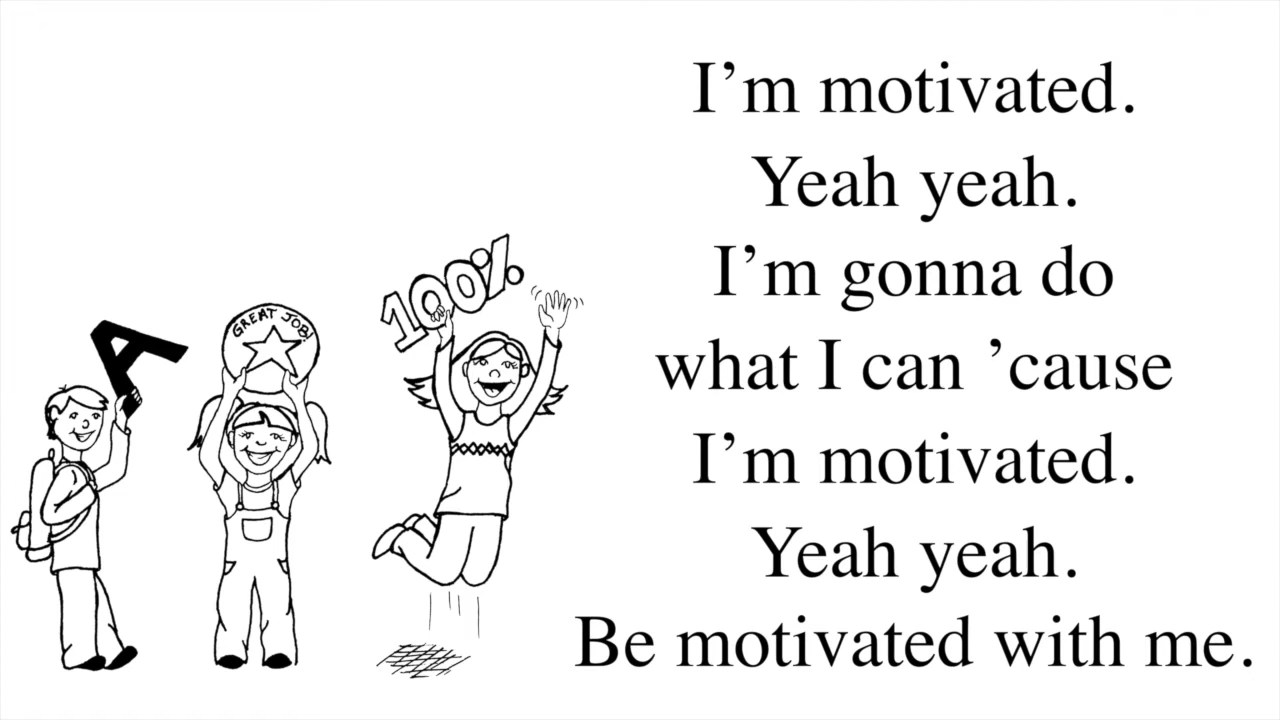 A
GREAT JOB!
100%
I’m motivated.
Yeah yeah.
I’m gonna do
what I can ’cause
I’m motivated.
Yeah yeah.
Be motivated with me.